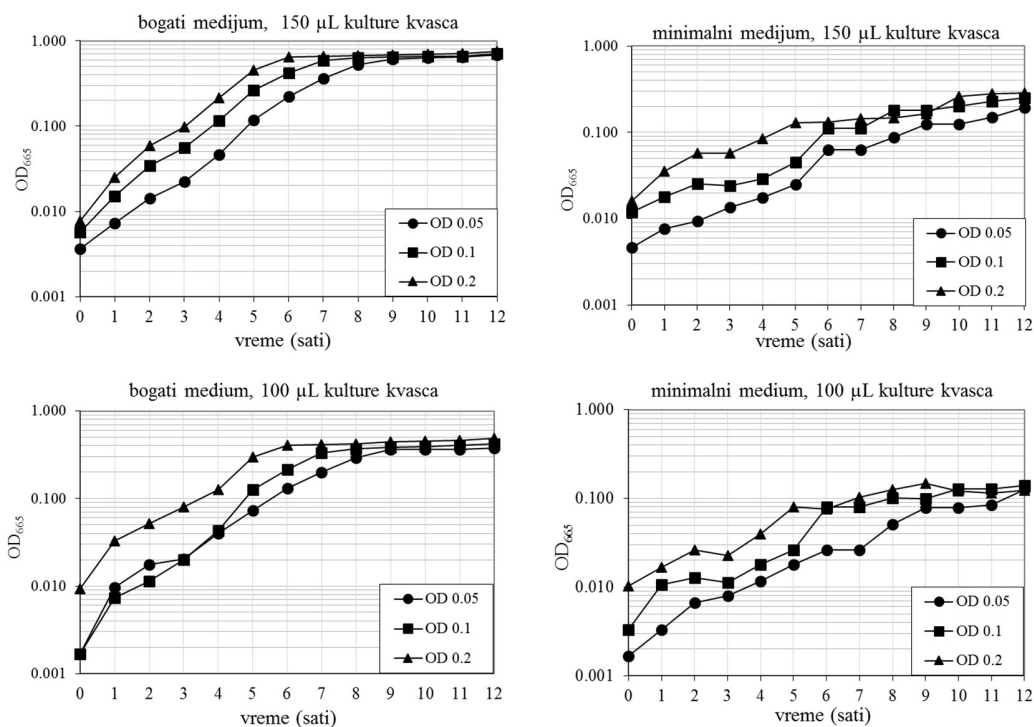 bogati medijum, 150 µL kulture kvasca
1.000
0.100
0.010
0.001
OD665
OD 0.05
OD 0.1
OD 0.2
0 1 2 3 4 5 6 7 8 9 10 11 12
vreme (sati)
minimalni medijum, 150 µL kulture kvasca
1.000
0.100
0.010
0.001
OD665
OD 0.05
OD 0.1
OD 0.2
0 1 2 3 4 5 6 7 8 9 10 11 12
vreme (sati)
bogati medium, 100 µL kulture kvasca
1.000
0.100
0.010
0.001
OD665
OD 0.05
OD 0.1
OD 0.2
0 1 2 3 4 5 6 7 8 9 10 11 12
vreme (sati)
minimalni medium, 100 µL kulture kvasca
1.000
0.100
0.010
0.001
OD665
OD 0.05
OD 0.1
OD 0.2
0 1 2 3 4 5 6 7 8 9 10 11 12
vreme (sati)